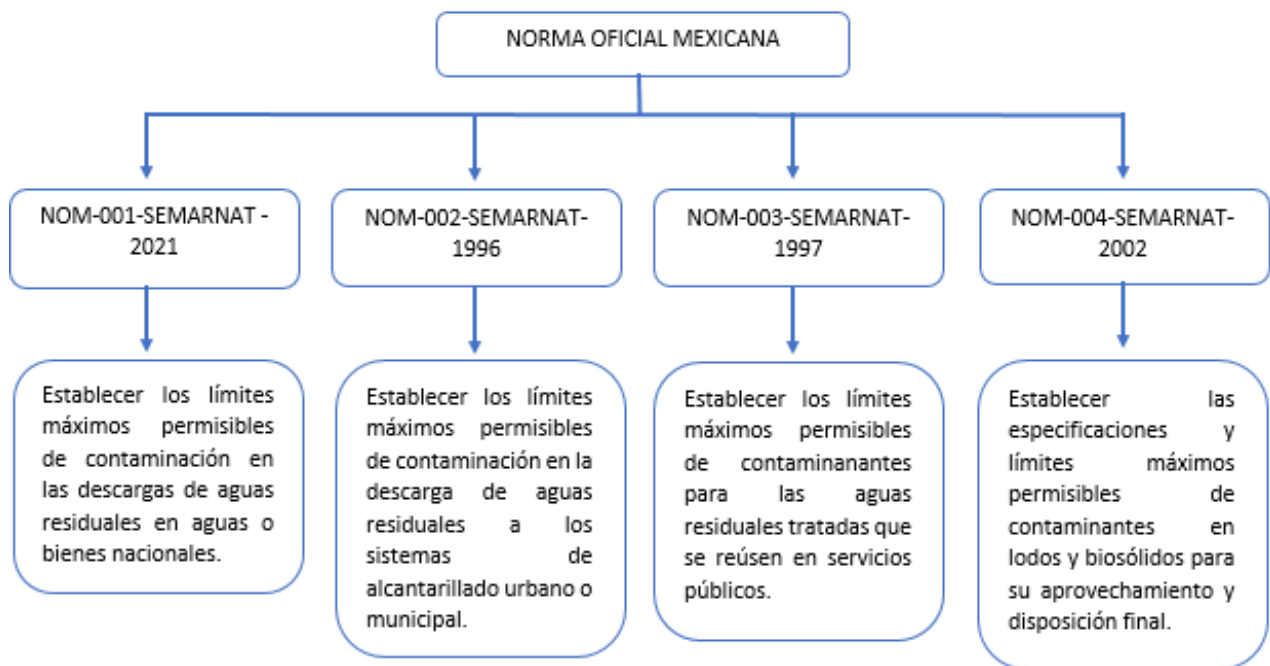 NORMA OFICIAL MEXICANA
NOM-001-SEMARNAT -
2021
NOM-002-SEMARNAT-
1996
NOM-003-SEMARNAT-
1997
NOM-004-SEMARNAT-
2002
Establecer los límites
máximos permisibles
de contaminación en
las descargas de aguas
residuales en aguas o
bienes nacionales.
Establecer los límites
máximos permisibles
de contaminación en la
descarga de aguas
residuales a los
sistemas de
alcantarillado urbano o
municipal.
Establecer los límites
máximos permisibles
de contaminanantes
para las aguas
residuales tratadas que
se reúsen en servicios
públicos.
Establecer las
especificaciones y
límites máximos
permisibles de
contaminantes en
lodos y biosólidos para
su aprovechamiento y
disposición final.